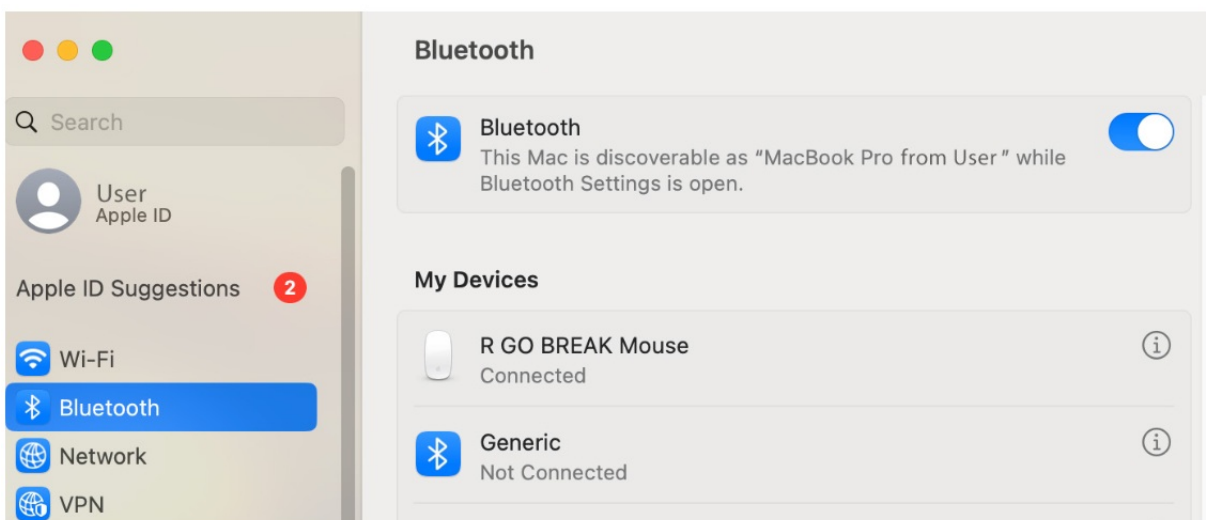 Search
User
Apple ID
Apple ID Suggestions 2
Wi-Fi
Bluetooth
Network
VPN
Bluetooth
Bluetooth
This Mac is discoverable as “MacBook Pro from User” while
Bluetooth Settings is open.
My Devices
R GO BREAK Mouse
Connected
Generic
Not Connected